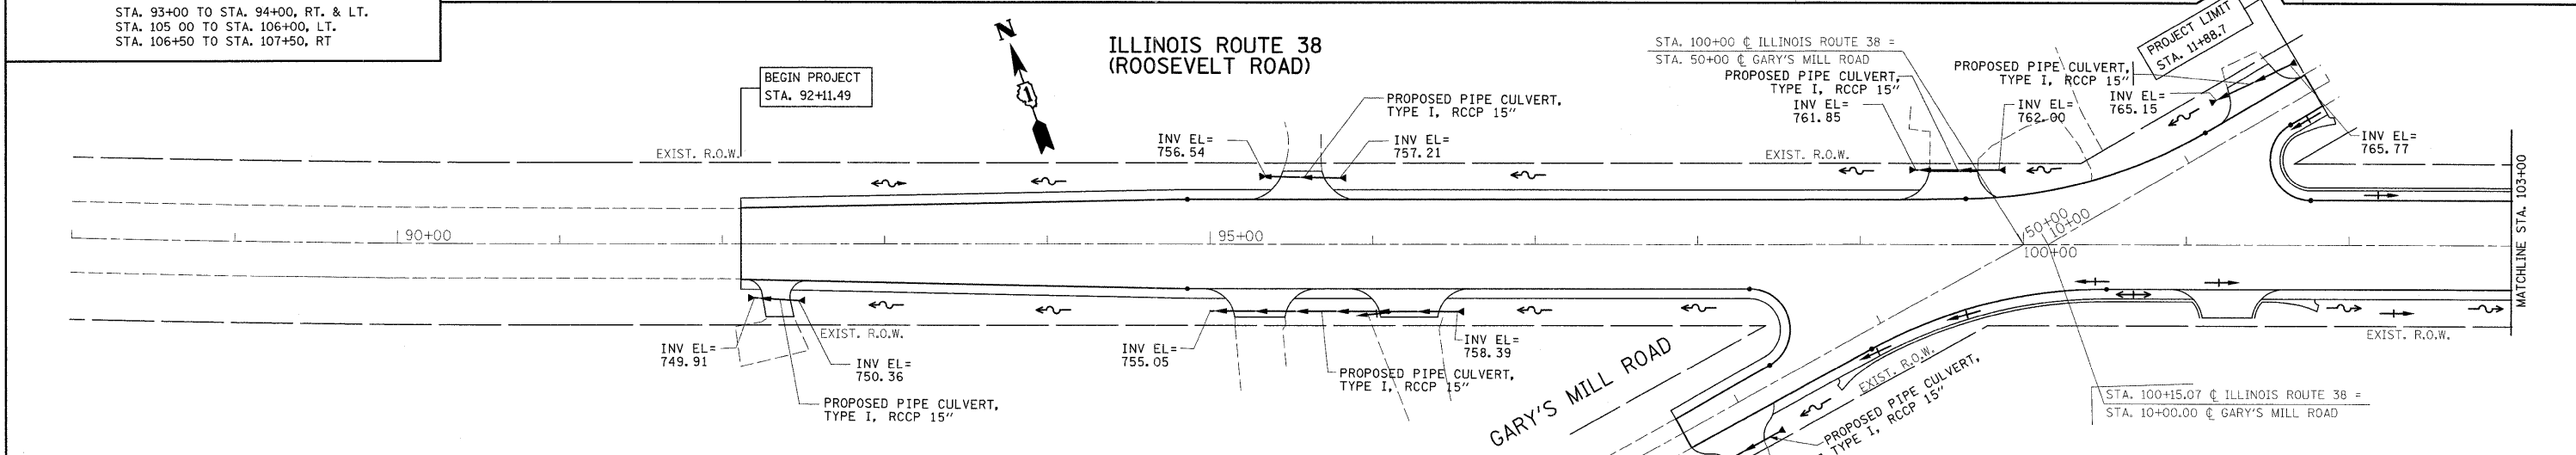 STA. 93+00 TO STA. 94+00, RT. & LT.
STA. 105 00 TO STA. 106+00, LT.
STA. 106+50 TO STA. 107+50, RT
BEGIN PROJECT
STA. 92+11.49
N
1
ILLINOIS ROUTE 38
(ROOSEVELT ROAD)
STA. 100+00 ℄ ILLINOIS ROUTE 38 =
STA. 50+00 ℄ GARY'S MILL ROAD
PROJECT LIMIT
STA. 11+88.7
PROPOSED PIPE CULVERT,
TYPE I, RCCP 15"
PROPOSED PIPE CULVERT,
TYPE I, RCCP 15"
PROPOSED PIPE CULVERT,
TYPE I, RCCP 15"
INV EL=
756.54
INV EL=
757.21
INV EL=
761.85
INV EL=
762.00
INV EL=
765.15
INV EL=
765.77
EXIST. R.O.W.
EXIST. R.O.W.
90+00
95+00
50+00
10+00
100+00
MATCHLINE STA. 103+00
EXIST. R.O.W.
EXIST. R.O.W.
EXIST. R.O.W.
INV EL=
749.91
INV EL=
750.36
INV EL=
755.05
INV EL=
758.39
PROPOSED PIPE CULVERT,
TYPE I, RCCP 15"
PROPOSED PIPE CULVERT,
TYPE I, RCCP 15"
GARY'S MILL ROAD
PROPOSED PIPE CULVERT,
TYPE I, RCCP 15"
STA. 100+15.07 ℄ ILLINOIS ROUTE 38 =
STA. 10+00.00 ℄ GARY'S MILL ROAD